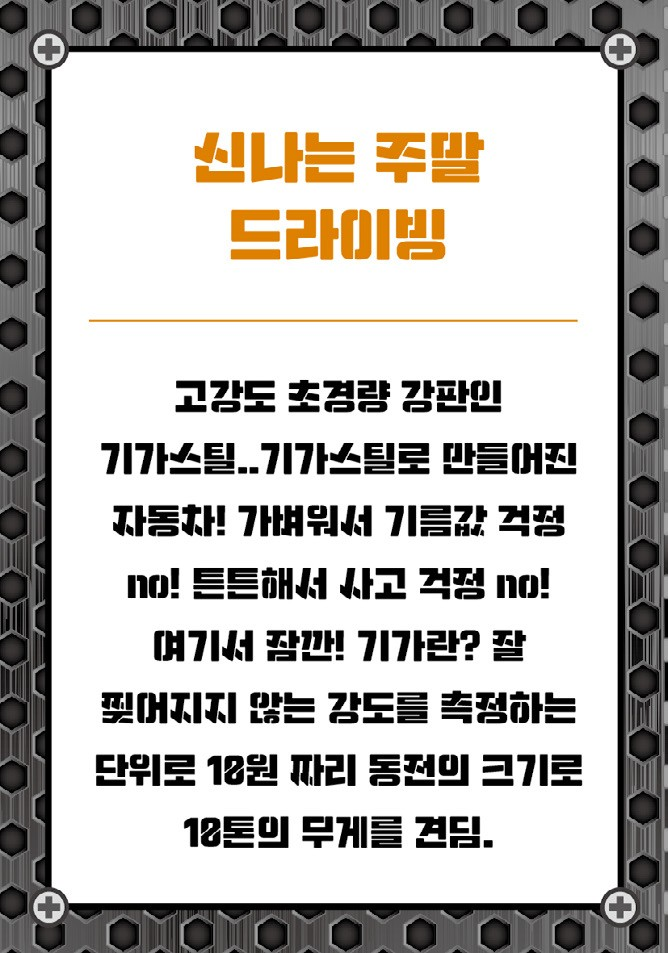 신나는 주말
드라이빙
고강도 초경량 강판인
기가스틸..기가스틸로 만들어진
자동차! 가벼워서 기름값 걱정
no! 튼튼해서 사고 걱정 no!
여기서 잠깐! 기가란? 잘
찢어지지 않는 강도를 측정하는
단위로 10원 짜리 동전의 크기로
10톤의 무게를 견딤.